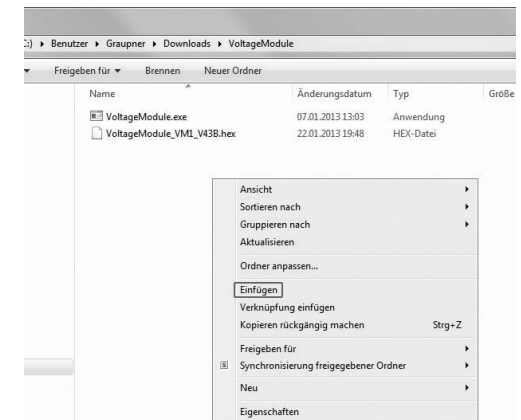 :) ▸ Benutzer ▸ Graupner ▸ Downloads ▸ VoltageModule
Freigeben für ▾ Brennen Neuer Ordner
Name Änderungsdatum Typ Größe
VoltageModule.exe 07.01.2013 13:03 Anwendung
VoltageModule_VM1_V43B.hex 22.01.2013 19:48 HEX-Datei
Ansicht
Sortieren nach
Gruppieren nach
Aktualisieren
Ordner anpassen...
Einfügen
Verknüpfung einfügen
Kopieren rückgängig machen Strg+Z
Freigeben für
Synchronisierung freigegebener Ordner
Neu
Eigenschaften